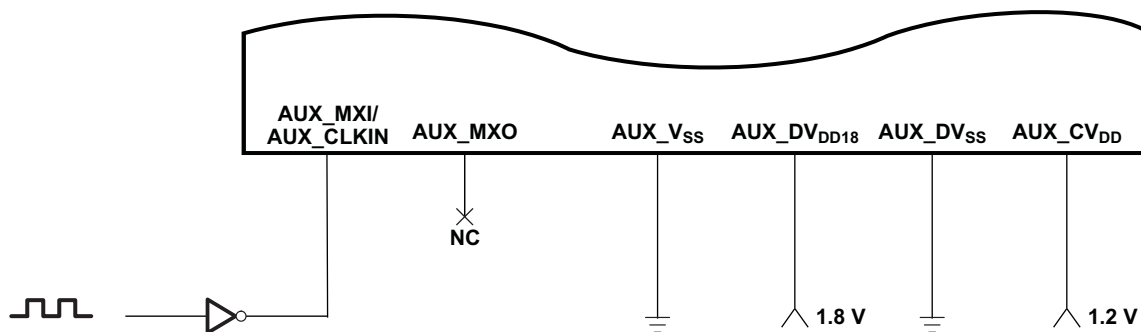 AUX_MXI/
AUX_CLKIN
AUX_MXO
AUX_VSS
AUX_DVDD18
AUX_DVSS
AUX_CVDD
NC
1.8 V
1.2 V